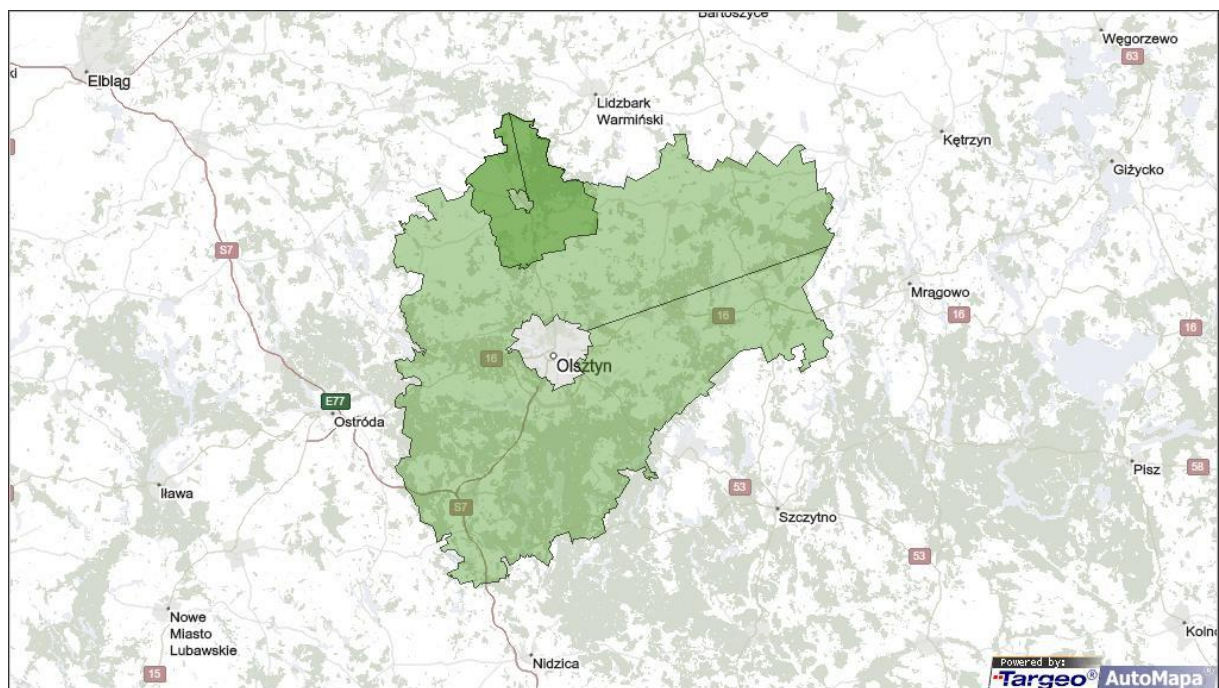 Bartoszyce
Węgorzewo
63
Elbląg
Lidzbark
Warmiński
Kętrzyn
Giżycko
S7
Mrągowo
16
16
16
16
Olsztyn
E77
Ostróda
Pisz
58
53
Iława
S7
Szczytno
53
Nowe
Miasto
Lubawskie
Kolno
Nidzica
15
Powered by:
Targeo® AutoMapa®